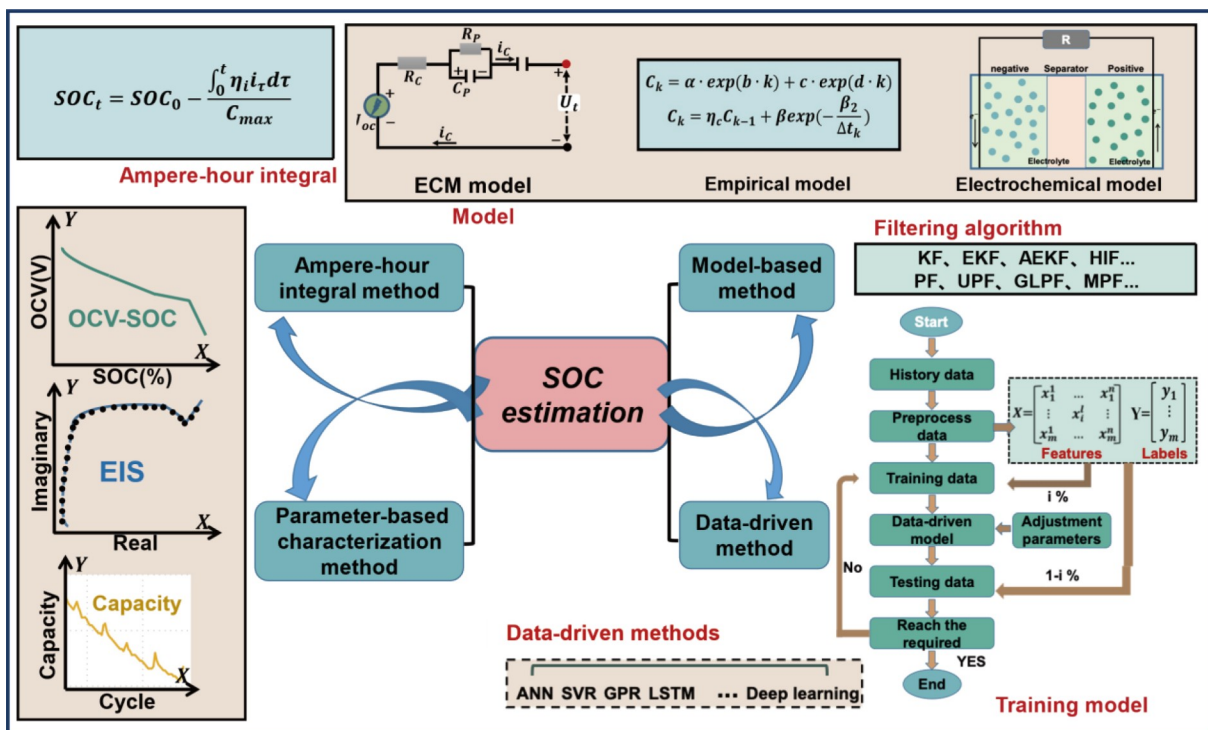 SOC_t = SOC_0 − ∫_0^t η_i i_τ dτ / C_max
Ampere-hour integral
R_P
R_C
i_C
+ −
C_P
+
U_t
−
+
−
i_C
ECM model
C_k = α · exp(b · k) + c · exp(d · k)
C_k = η_c C_{k−1} + β exp(−β_2 / Δt_k)
Empirical model
R
negative Separator Positive
Electrolyte Electrolyte
Electrochemical model
Model
Y
OCV(V)
OCV-SOC
X
SOC(%)
Y
Imaginary
EIS
X
Real
Y
Capacity
Capacity
X
Cycle
Ampere-hour
integral method
Parameter-based
characterization
method
SOC
estimation
Model-based
method
Data-driven
method
Filtering algorithm
KF、EKF、AEKF、HIF...
PF、UPF、GLPF、MPF...
Start
History data
Preprocess
data
X=[x_1^1 ... x_1^n
⋮ x_i^l ⋮
x_m^1 ... x_m^n]
Y=[y_1
⋮
y_m]
Features Labels
Training data
i %
Data-driven
model
Adjustment
parameters
No
Testing data
1-i %
Reach the
required
YES
End
Training model
Data-driven methods
ANN SVR GPR LSTM ... Deep learning